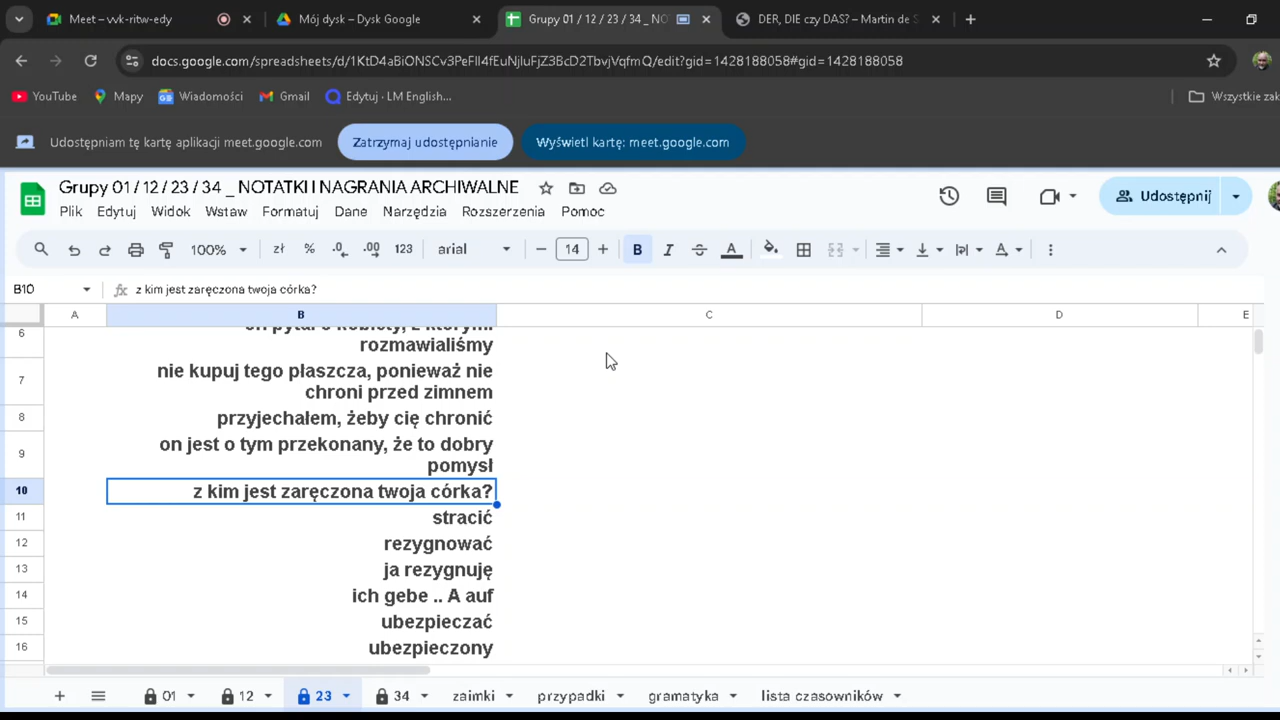 Meet – vvk-ritw-edy
Mój dysk – Dysk Google
Grupy 01 / 12 / 23 / 34 _ NO
DER, DIE czy DAS? – Martin de S
docs.google.com/spreadsheets/d/1KtD4aBiONSCv3PeFlI4fEuNjluFjZ3BcD2TbvjVqfmQ/edit?gid=1428188058#gid=1428188058
YouTube
Mapy
Wiadomości
Gmail
Edytuj · LM English...
Wszystkie zak
Udostępniam tę kartę aplikacji meet.google.com
Zatrzymaj udostępnianie
Wyświetl kartę: meet.google.com
Grupy 01 / 12 / 23 / 34 _ NOTATKI I NAGRANIA ARCHIWALNE
Plik Edytuj Widok Wstaw Formatuj Dane Narzędzia Rozszerzenia Pomoc
Udostępnij
100% zł % .0 .00 123 arial 14 B I A
B10 fx z kim jest zaręczona twoja córka?
A B C D E
6 on pytał o kobiety, z którymi
rozmawialiśmy
7 nie kupuj tego płaszcza, ponieważ nie
chroni przed zimnem
8 przyjechałem, żeby cię chronić
9 on jest o tym przekonany, że to dobry
pomysł
10 z kim jest zaręczona twoja córka?
11 stracić
12 rezygnować
13 ja rezygnuję
14 ich gebe .. A auf
15 ubezpieczać
16 ubezpieczony
01 12 23 34 zaimki przypadki gramatyka lista czasowników